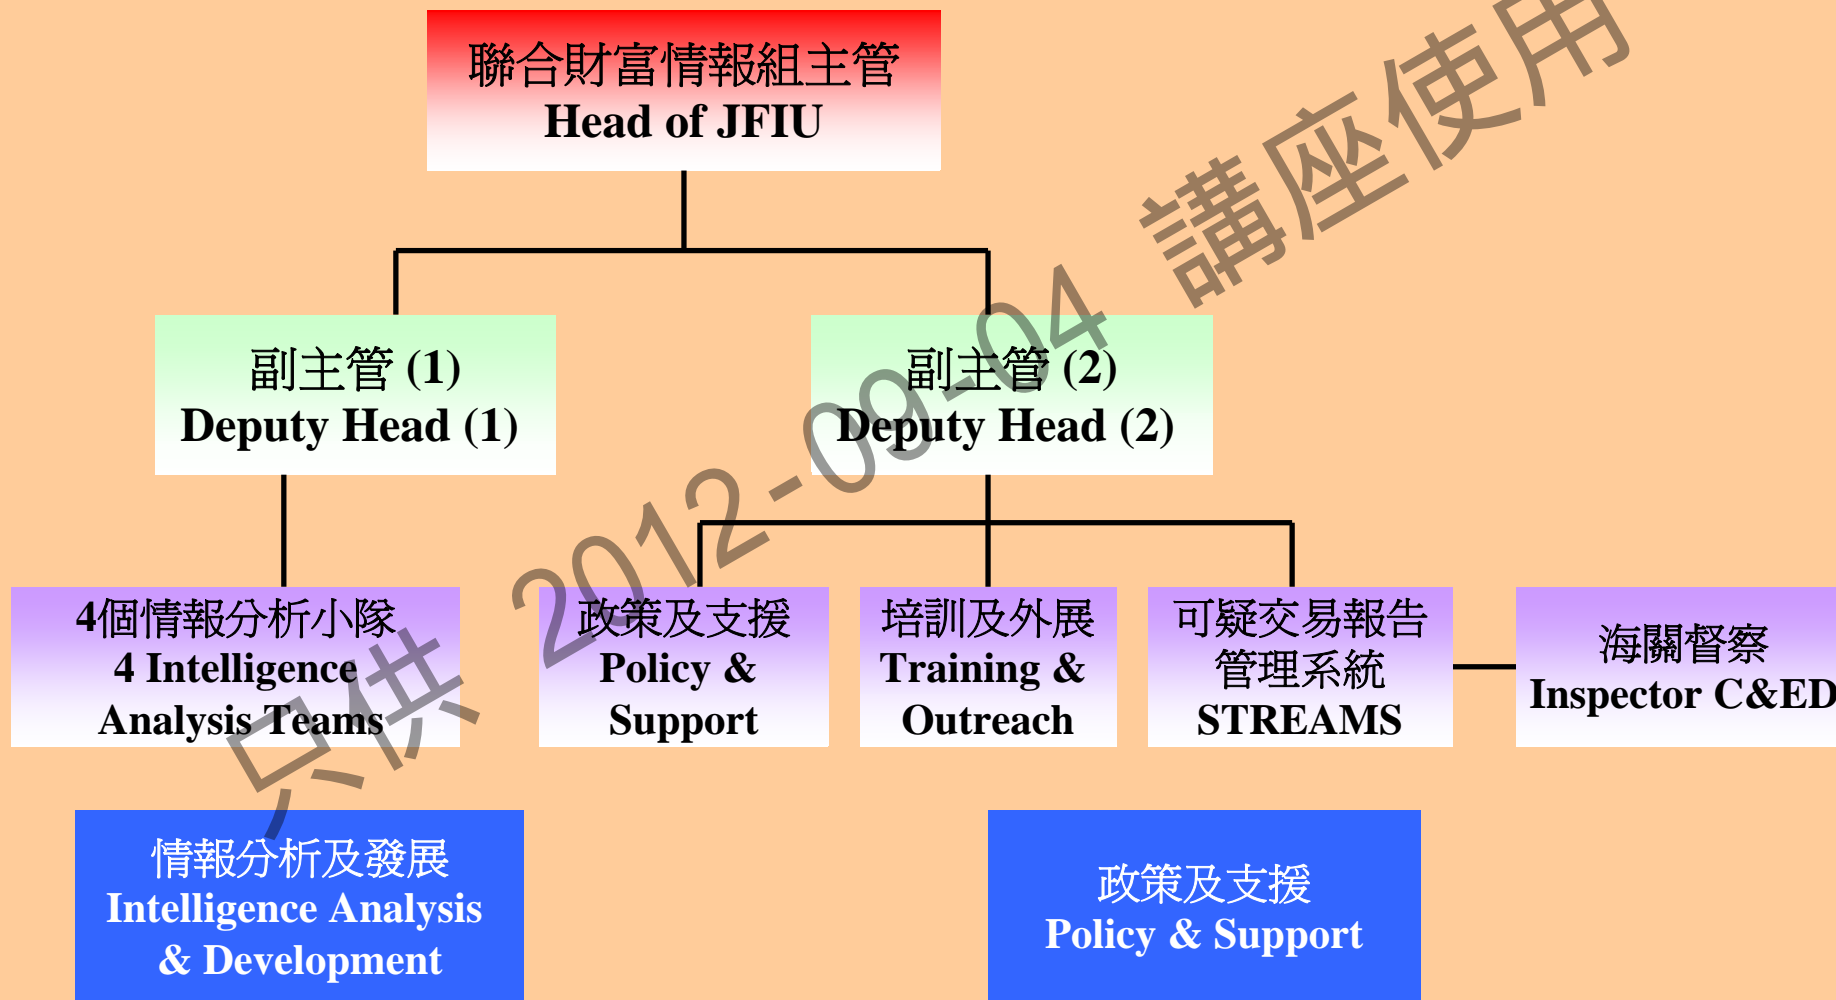 聯合財富情報組主管
Head of JFIU
副主管 (1)
Deputy Head (1)
副主管 (2)
Deputy Head (2)
4個情報分析小隊
4 Intelligence
Analysis Teams
政策及支援
Policy &
Support
培訓及外展
Training &
Outreach
可疑交易報告
管理系統
STREAMS
海關督察
Inspector C&ED
情報分析及發展
Intelligence Analysis
& Development
政策及支援
Policy & Support
只供 2012-09-04 講座使用